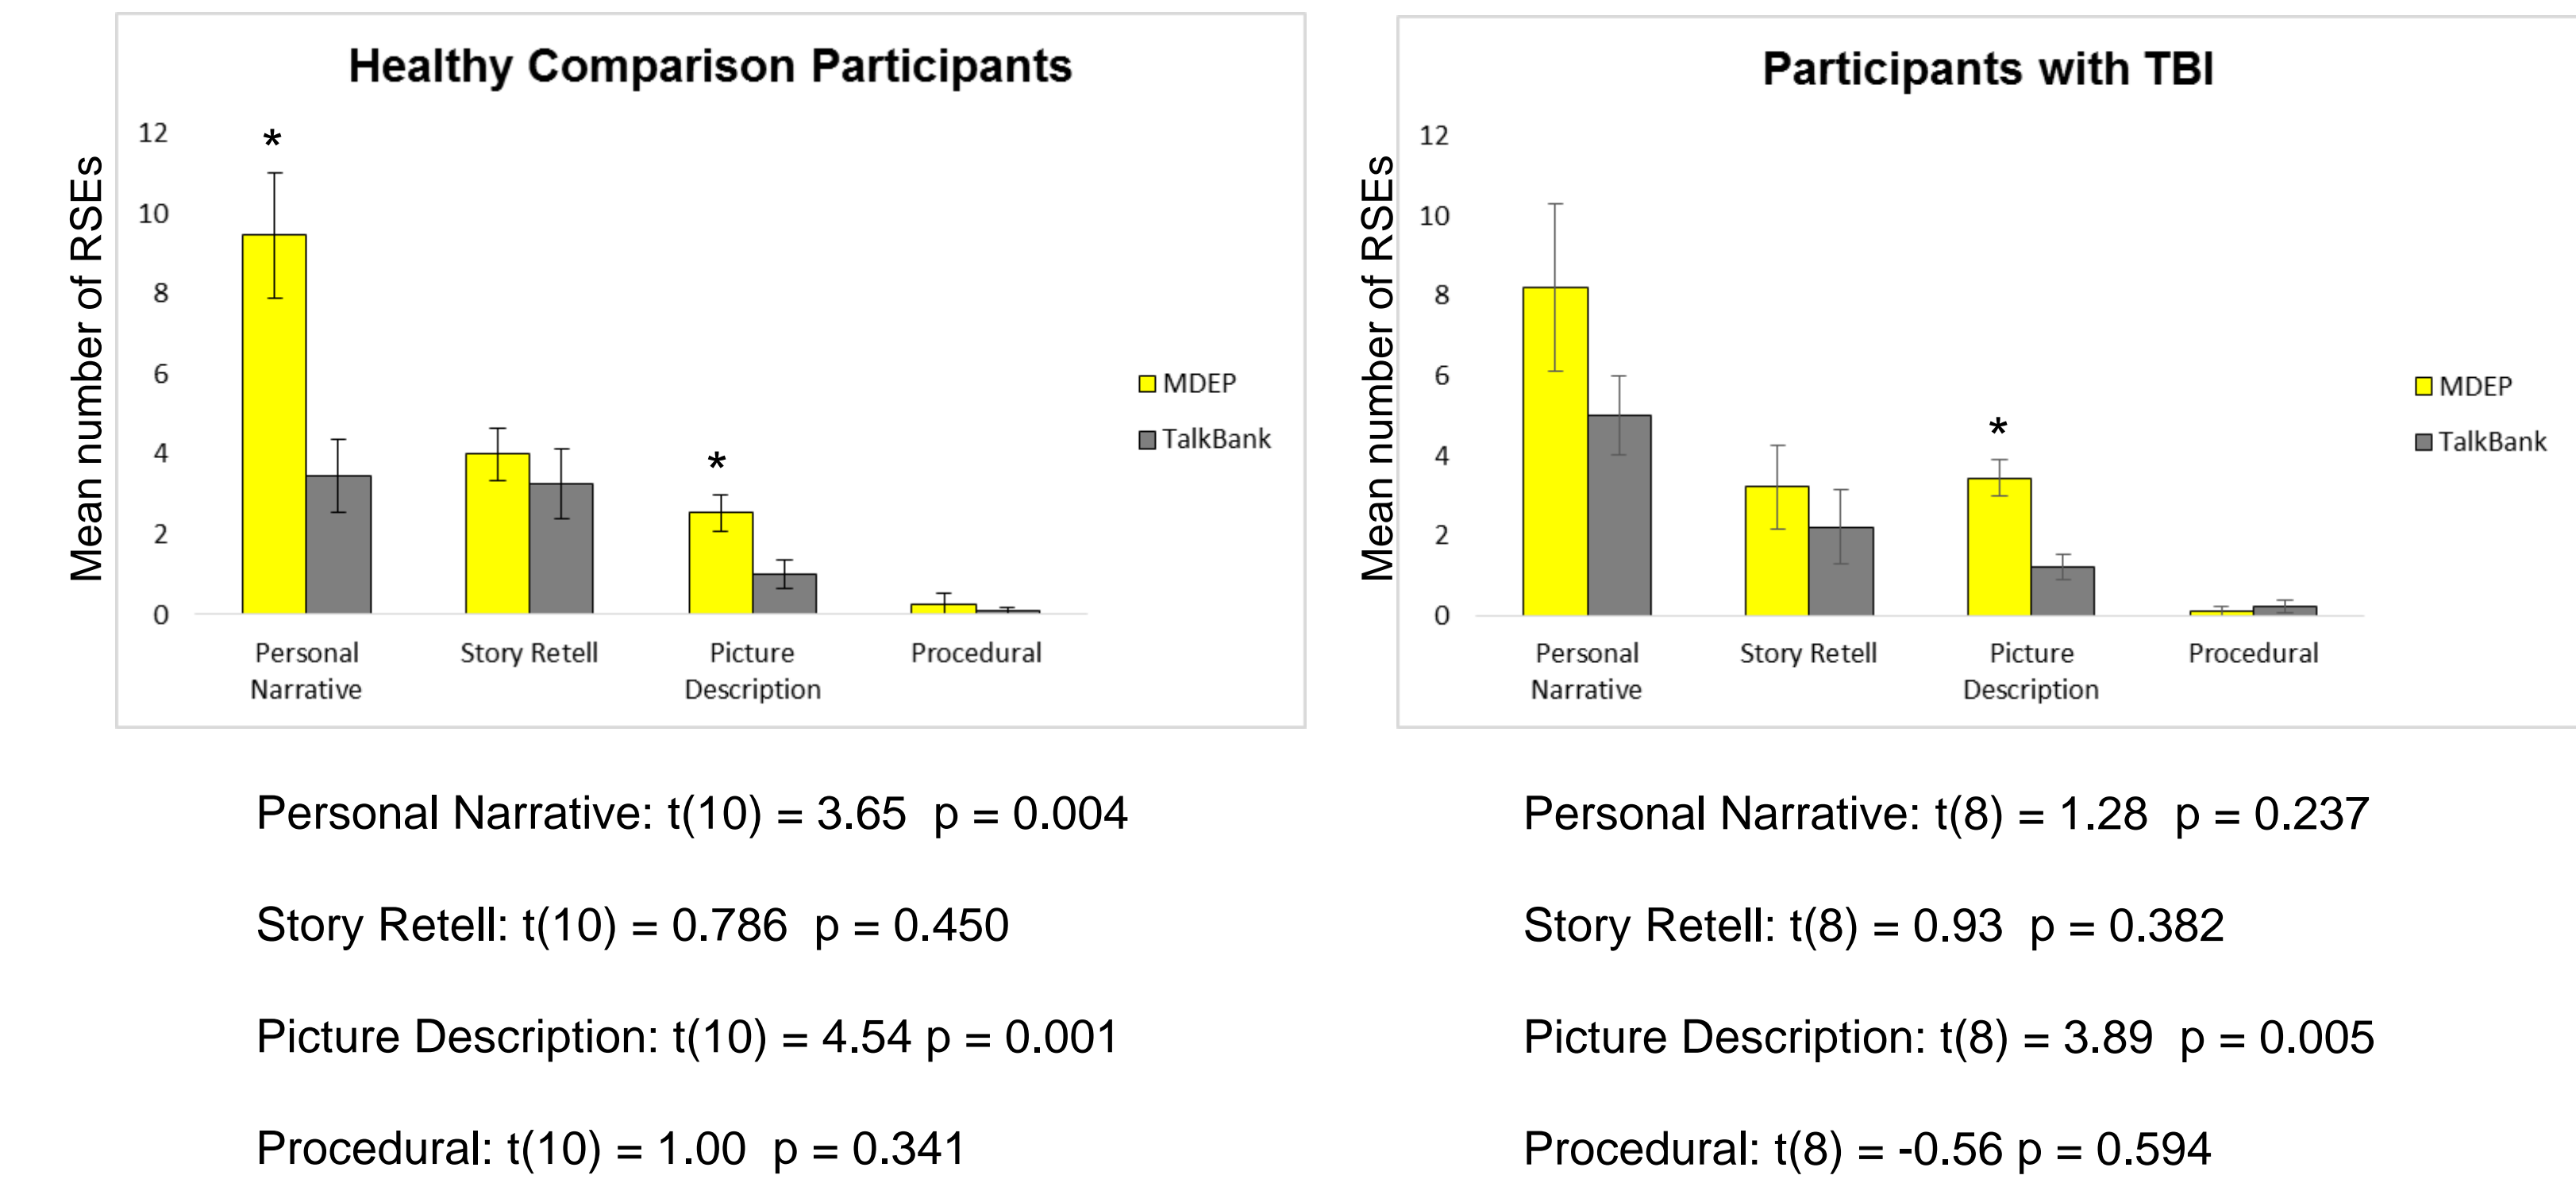 Healthy Comparison Participants
Mean number of RSEs
12
10
8
6
4
2
0
*
*
Personal
Narrative
Story Retell
Picture
Description
Procedural
MDEP
TalkBank
Participants with TBI
Mean number of RSEs
12
10
8
6
4
2
0
*
Personal
Narrative
Story Retell
Picture
Description
Procedural
MDEP
TalkBank
Personal Narrative: t(10) = 3.65 p = 0.004
Story Retell: t(10) = 0.786 p = 0.450
Picture Description: t(10) = 4.54 p = 0.001
Procedural: t(10) = 1.00 p = 0.341
Personal Narrative: t(8) = 1.28 p = 0.237
Story Retell: t(8) = 0.93 p = 0.382
Picture Description: t(8) = 3.89 p = 0.005
Procedural: t(8) = -0.56 p = 0.594